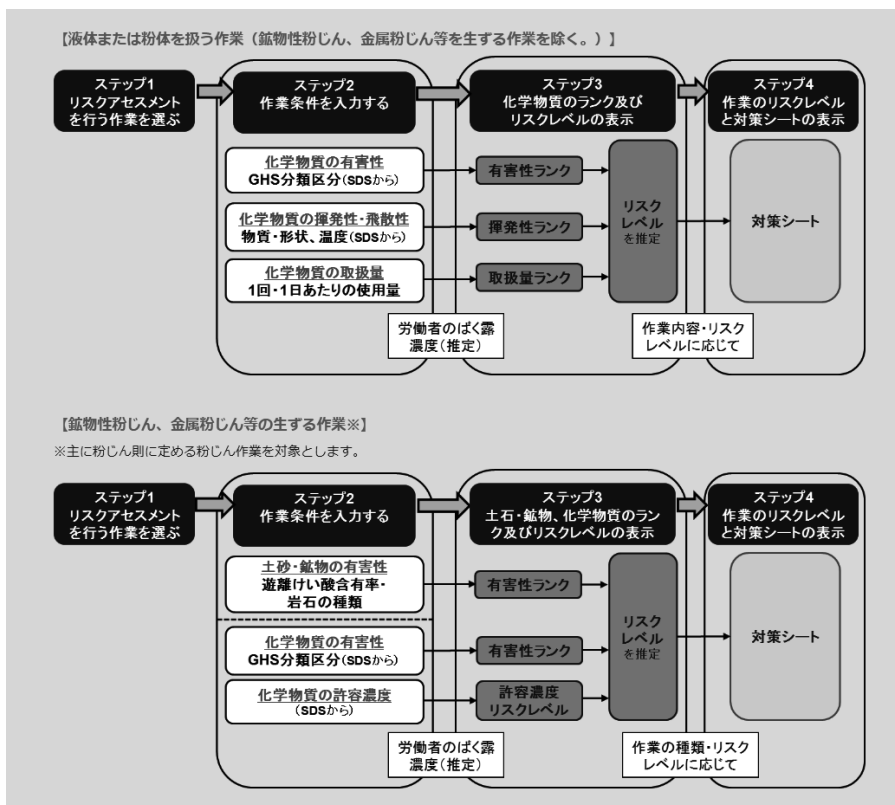 【液体または粉体を扱う作業（鉱物性粉じん、金属粉じん等を生ずる作業を除く。）】
ステップ1
リスクアセスメント
を行う作業を選ぶ
ステップ2
作業条件を入力する
ステップ3
化学物質のランク及び
リスクレベルの表示
ステップ4
作業のリスクレベル
と対策シートの表示
化学物質の有害性
GHS分類区分(SDSから)
有害性ランク
化学物質の揮発性・飛散性
物質・形状、温度(SDSから)
揮発性ランク
化学物質の取扱量
1回・1日あたりの使用量
取扱量ランク
リスク
レベル
を推定
対策シート
労働者のばく露
濃度(推定)
作業内容・リスク
レベルに応じて
【鉱物性粉じん、金属粉じん等の生ずる作業※】
※主に粉じん則に定める粉じん作業を対象とします。
ステップ1
リスクアセスメント
を行う作業を選ぶ
ステップ2
作業条件を入力する
ステップ3
土石・鉱物、化学物質のラン
ク及びリスクレベルの表示
ステップ4
作業のリスクレベル
と対策シートの表示
土砂・鉱物の有害性
遊離けい酸含有率・
岩石の種類
有害性ランク
化学物質の有害性
GHS分類区分(SDSから)
有害性ランク
化学物質の許容濃度
(SDSから)
許容濃度
リスクレベル
リスク
レベル
を推定
対策シート
労働者のばく露
濃度(推定)
作業の種類・リスク
レベルに応じて